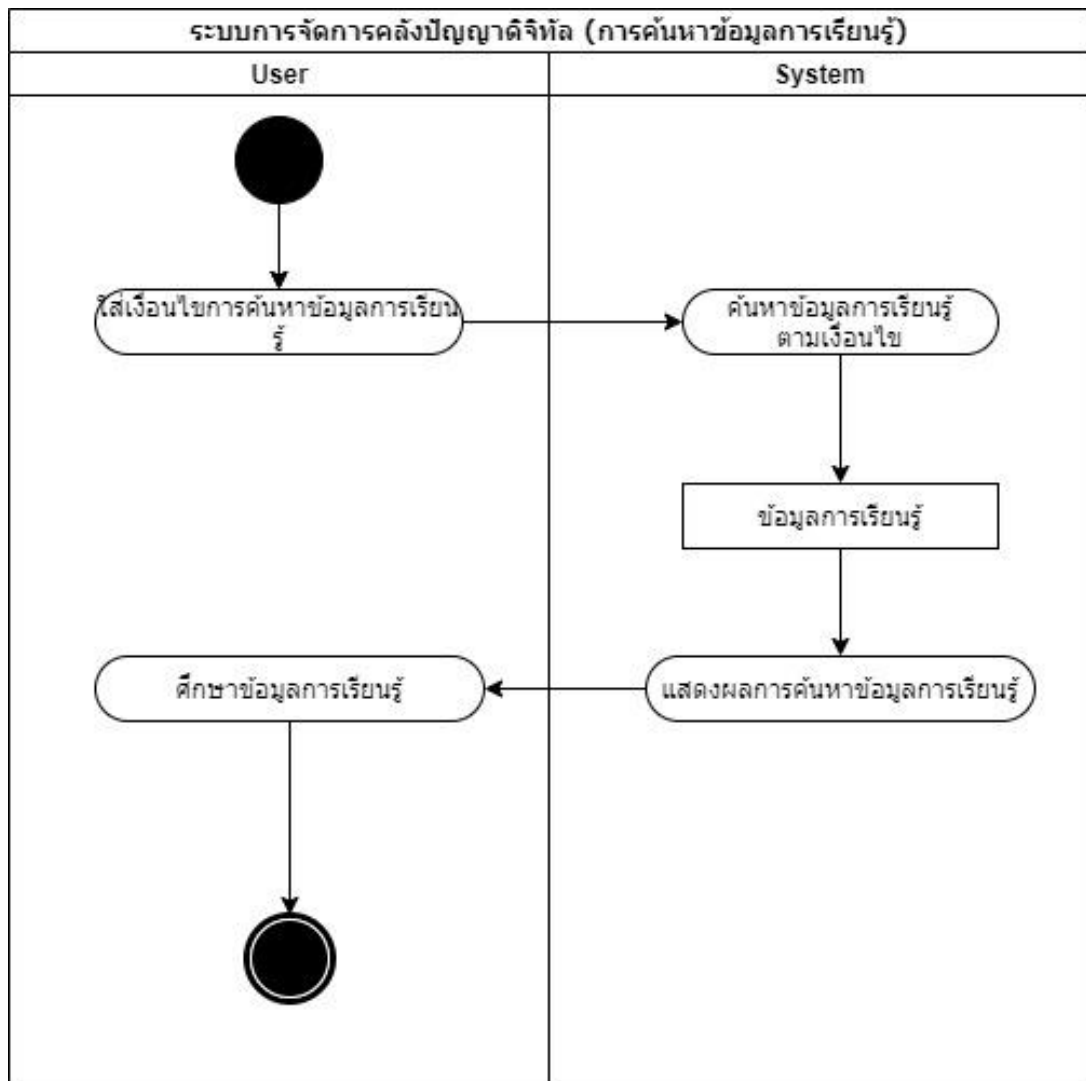 ระบบการจัดการคลังปัญญาดิจิทัล (การค้นหาข้อมูลการเรียนรู้)
User
System
ใส่เงื่อนไขการค้นหาข้อมูลการเรียน
รู้
ค้นหาข้อมูลการเรียนรู้
ตามเงื่อนไข
ข้อมูลการเรียนรู้
ศึกษาข้อมูลการเรียนรู้
แสดงผลการค้นหาข้อมูลการเรียนรู้